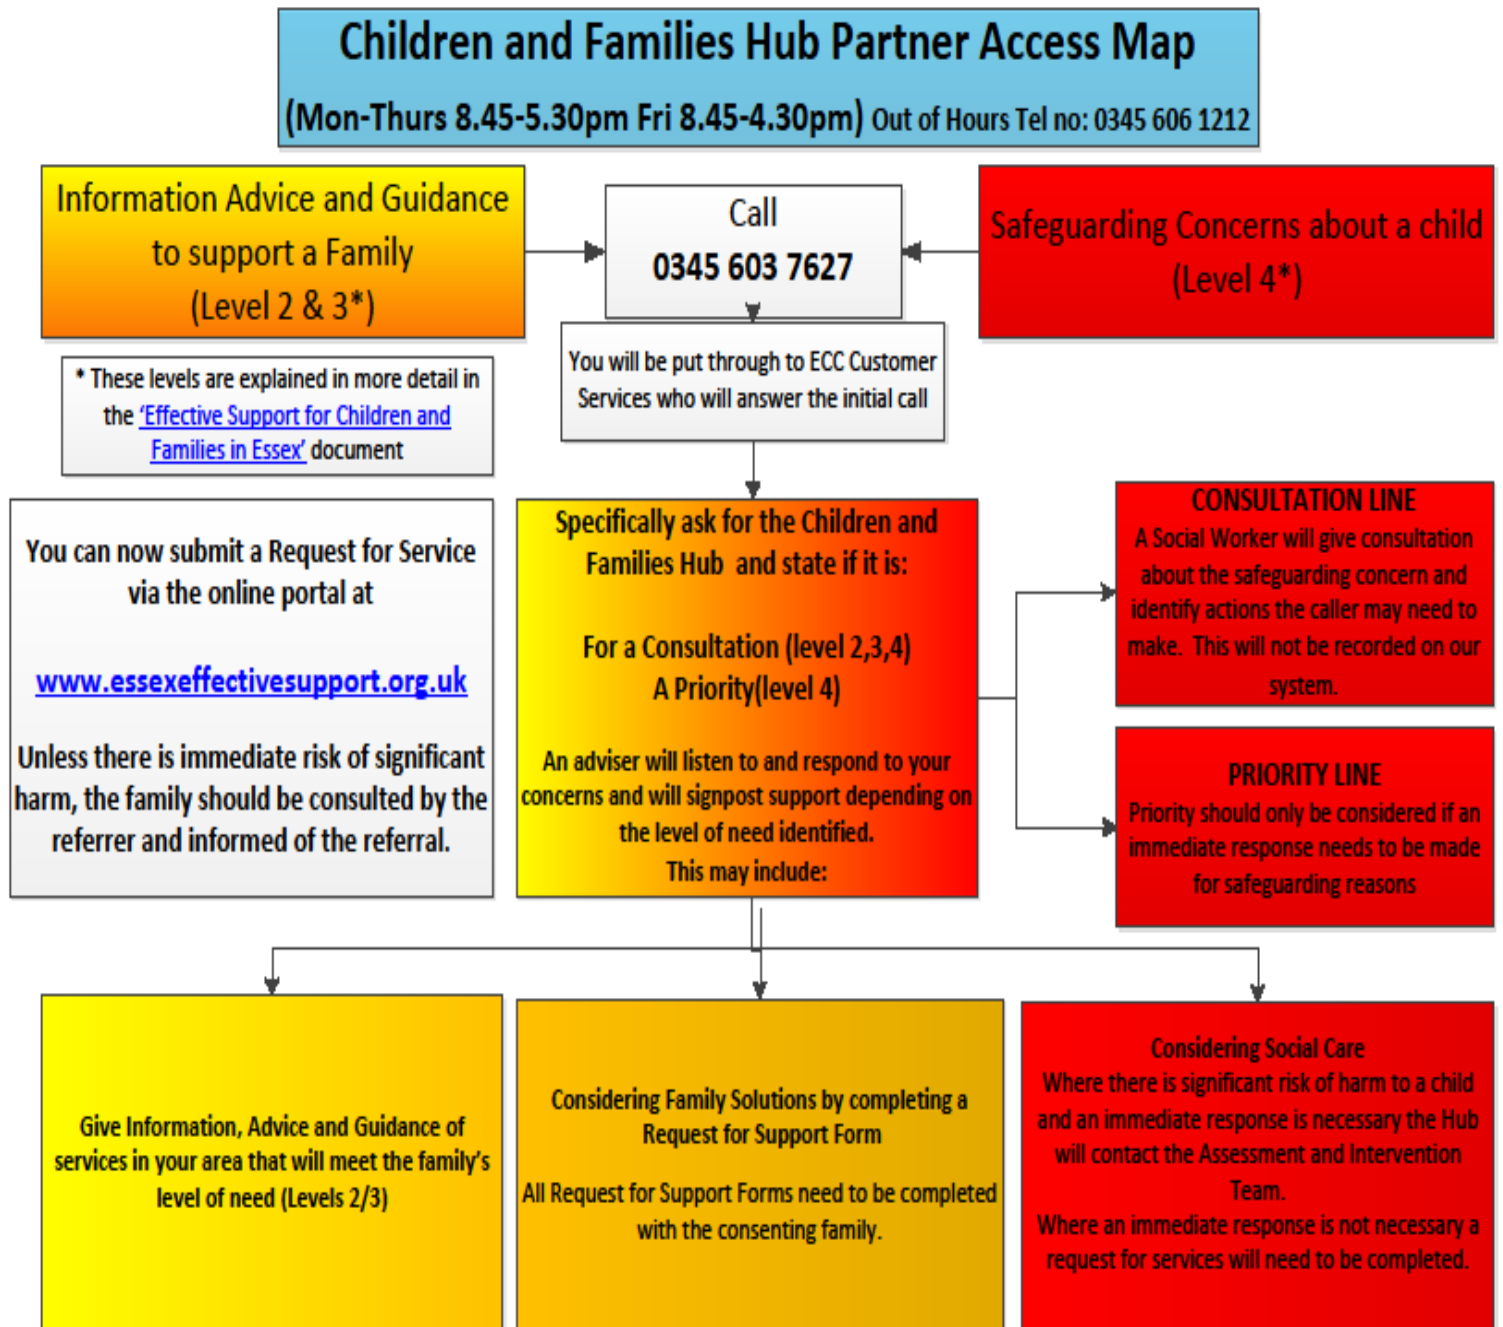 Children and Families Hub Partner Access Map
(Mon-Thurs 8.45-5.30pm Fri 8.45-4.30pm) Out of Hours Tel no: 0345 606 1212
Information Advice and Guidance
to support a Family
(Level 2 & 3*)
Call
0345 603 7627
Safeguarding Concerns about a child
(Level 4*)
You will be put through to ECC Customer
Services who will answer the initial call
* These levels are explained in more detail in
the ‘Effective Support for Children and
Families in Essex’ document
You can now submit a Request for Service
via the online portal at
www.essexeffectivesupport.org.uk
Unless there is immediate risk of significant
harm, the family should be consulted by the
referrer and informed of the referral.
Specifically ask for the Children and
Families Hub and state if it is:
For a Consultation (level 2,3,4)
A Priority(level 4)
An adviser will listen to and respond to your
concerns and will signpost support depending on
the level of need identified.
This may include:
CONSULTATION LINE
A Social Worker will give consultation
about the safeguarding concern and
identify actions the caller may need to
make. This will not be recorded on our
system.
PRIORITY LINE
Priority should only be considered if an
immediate response needs to be made
for safeguarding reasons
Give Information, Advice and Guidance of
services in your area that will meet the family’s
level of need (Levels 2/3)
Considering Family Solutions by completing a
Request for Support Form
All Request for Support Forms need to be completed
with the consenting family.
Considering Social Care
Where there is significant risk of harm to a child
and an immediate response is necessary the Hub
will contact the Assessment and Intervention
Team.
Where an immediate response is not necessary a
request for services will need to be completed.